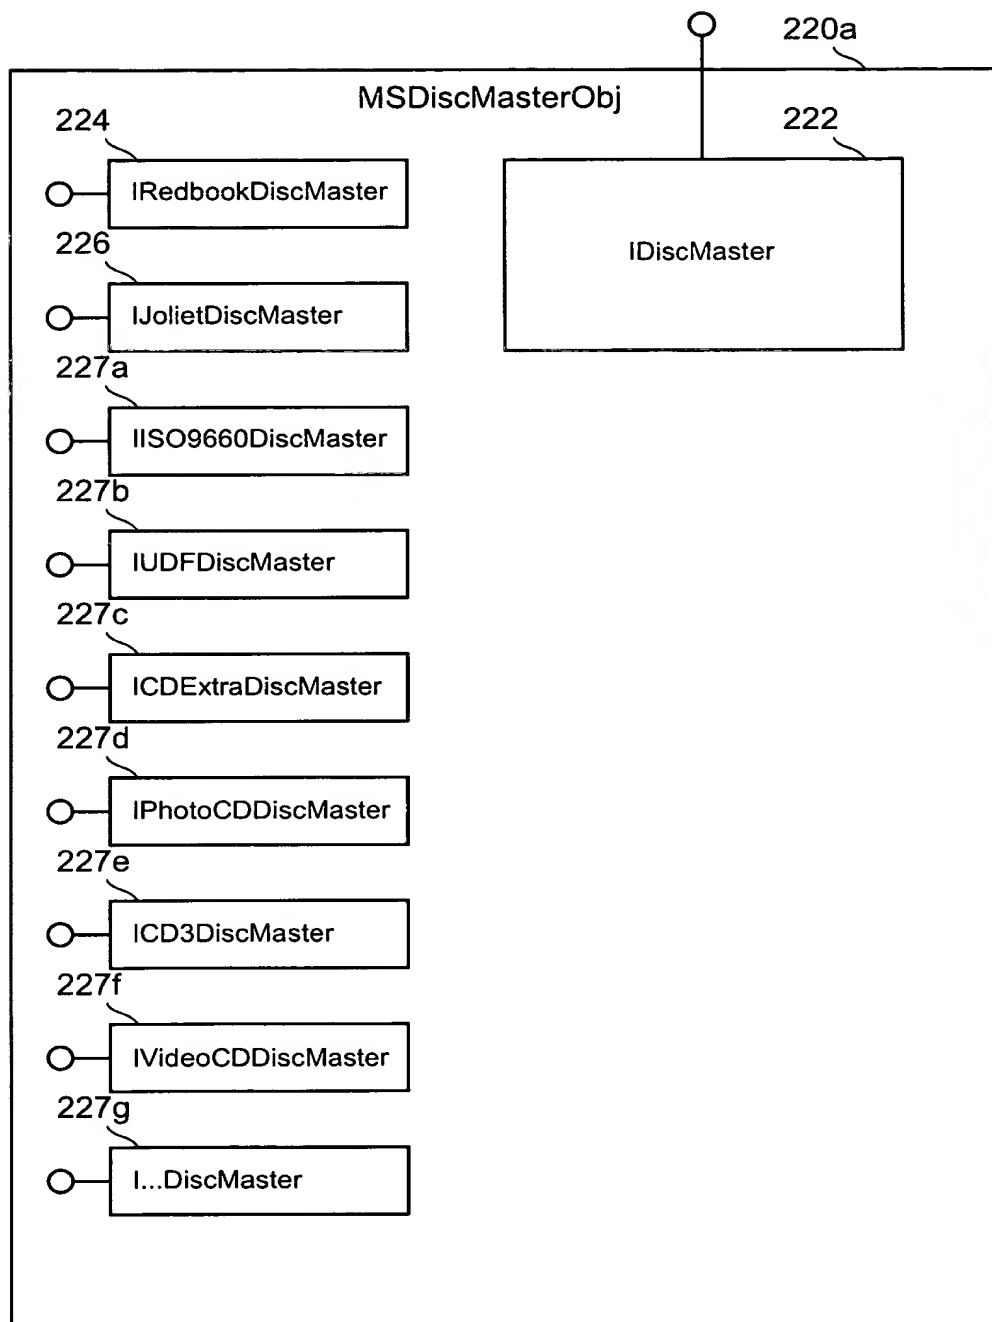 220a
MSDiscMasterObj
224
IRedbookDiscMaster
222
IDiscMaster
226
IJolietDiscMaster
227a
IISO9660DiscMaster
227b
IUDFDiscMaster
227c
ICDExtraDiscMaster
227d
IPhotoCDDiscMaster
227e
ICD3DiscMaster
227f
IVideoCDDiscMaster
227g
I...DiscMaster